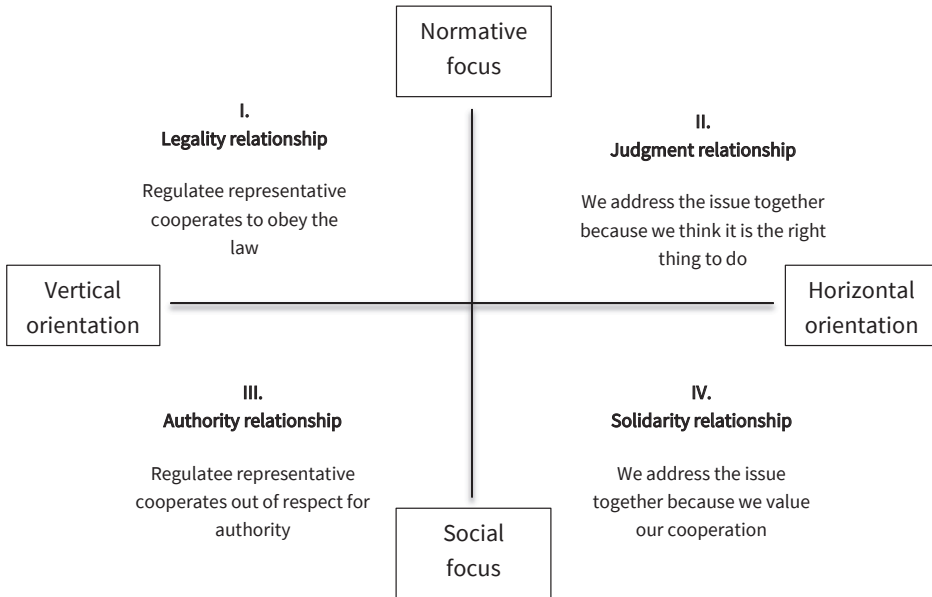 Normative
focus
I.
Legality relationship
Regulatee representative
cooperates to obey the
law
II.
Judgment relationship
We address the issue together
because we think it is the right
thing to do
Vertical
orientation
Horizontal
orientation
III.
Authority relationship
Regulatee representative
cooperates out of respect for
authority
IV.
Solidarity relationship
We address the issue
together because we value
our cooperation
Social
focus